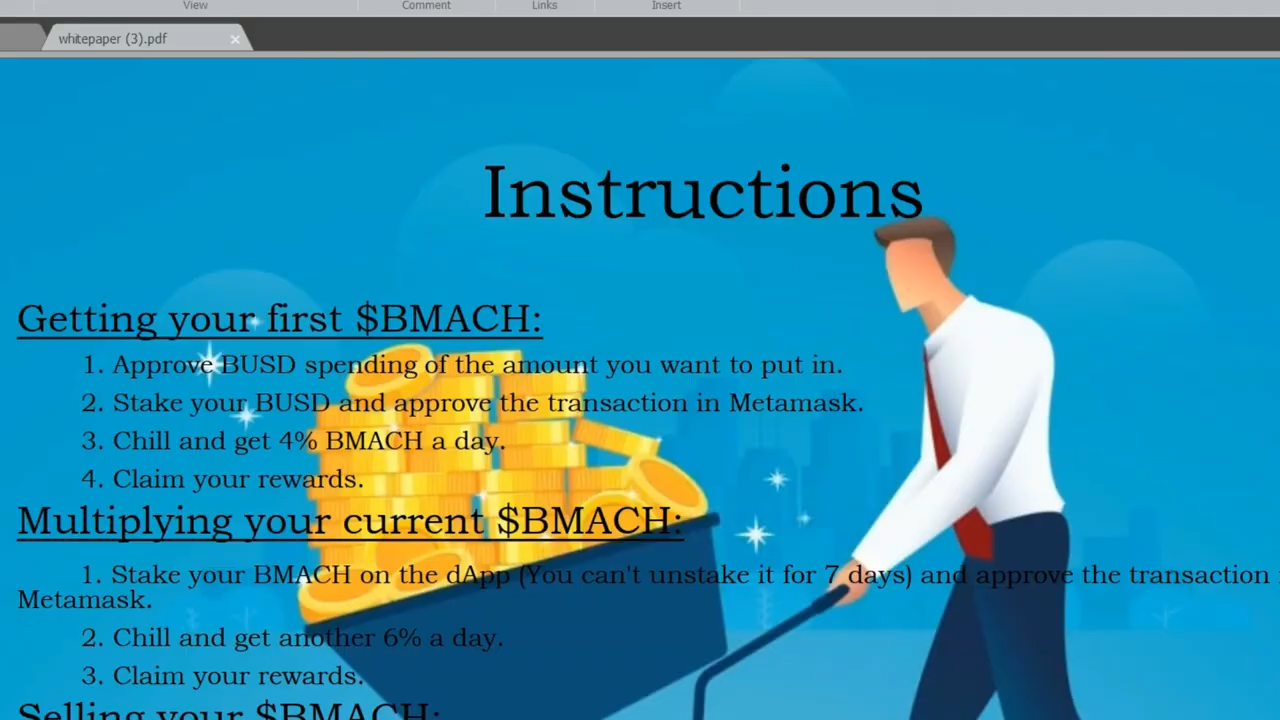 View Comment Links Insert
whitepaper (3).pdf
Instructions
Getting your first $BMACH:
1. Approve BUSD spending of the amount you want to put in.
2. Stake your BUSD and approve the transaction in Metamask.
3. Chill and get 4% BMACH a day.
4. Claim your rewards.
Multiplying your current $BMACH:
1. Stake your BMACH on the dApp (You can't unstake it for 7 days) and approve the transaction
Metamask.
2. Chill and get another 6% a day.
3. Claim your rewards.
Selling your $BMACH: